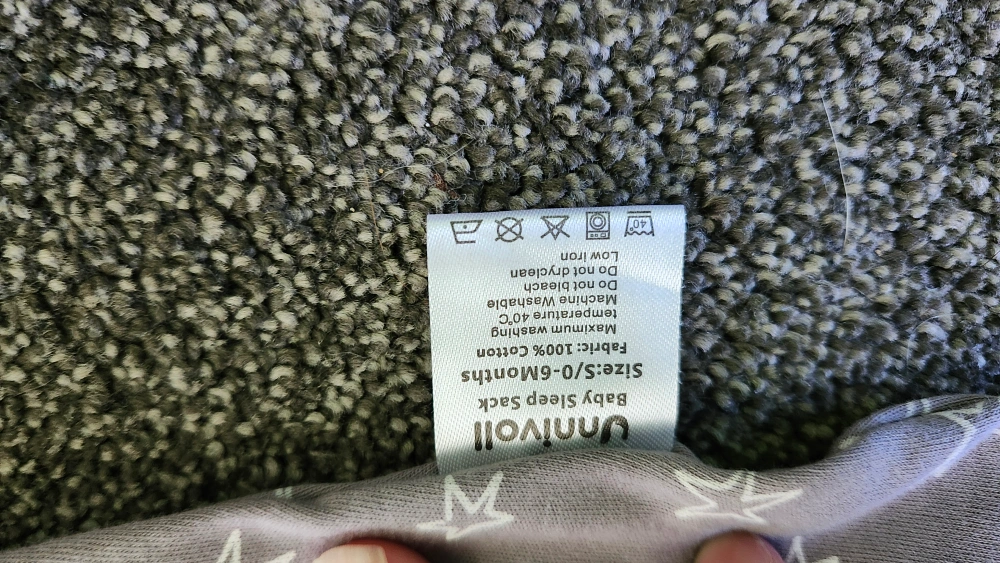 Unnivoll
Baby Sleep Sack
Size:S/0-6Months
Fabric: 100% Cotton
Maximum washing
temperature 40°C
Machine Washable
Do not bleach
Do not dryclean
Low iron
40°